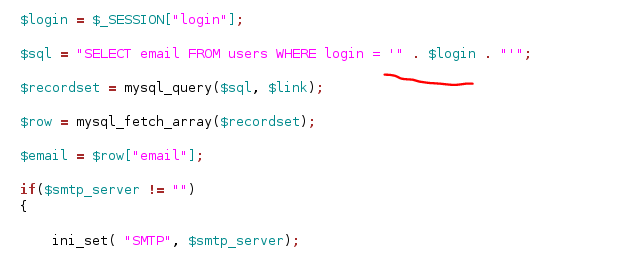 $login = $_SESSION["login"];
$sql = "SELECT email FROM users WHERE login = '" . $login . "'";
$recordset = mysql_query($sql, $link);
$row = mysql_fetch_array($recordset);
$email = $row["email"];
if($smtp_server != "")
{
ini_set( "SMTP", $smtp_server);